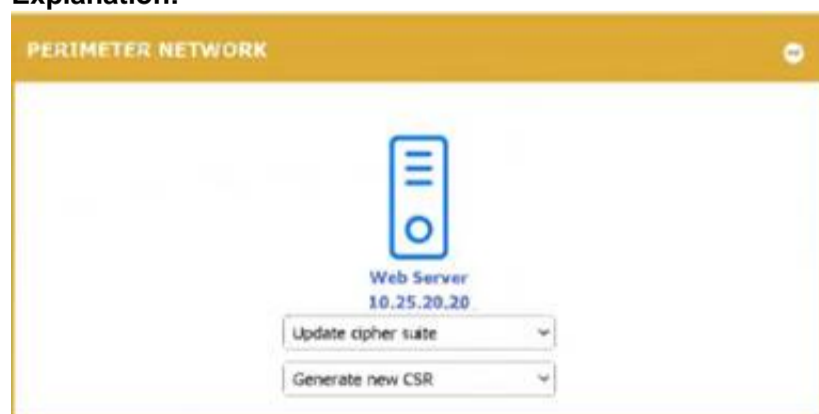 Explanation:
PERIMETER NETWORK
Web Server
10.25.20.20
Update cipher suite
Generate new CSR